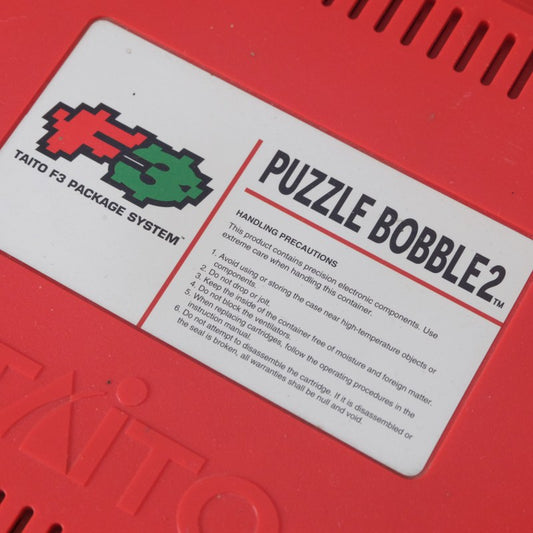 F3
TAITO F3 PACKAGE SYSTEM™
PUZZLE BOBBLE2™
HANDLING PRECAUTIONS
This product contains precision electronic components. Use
extreme care when handling this container.
1. Avoid using or storing the case near high-temperature objects or
components.
2. Do not drop or jolt.
3. Keep the inside of the container free of moisture and foreign matter.
4. Do not block the ventilators.
5. When replacing cartridges, follow the operating procedures in the
instruction manual.
6. Do not attempt to disassemble the cartridge. If it is disassembled or
the seal is broken, all warranties shall be null and void.
TAITO